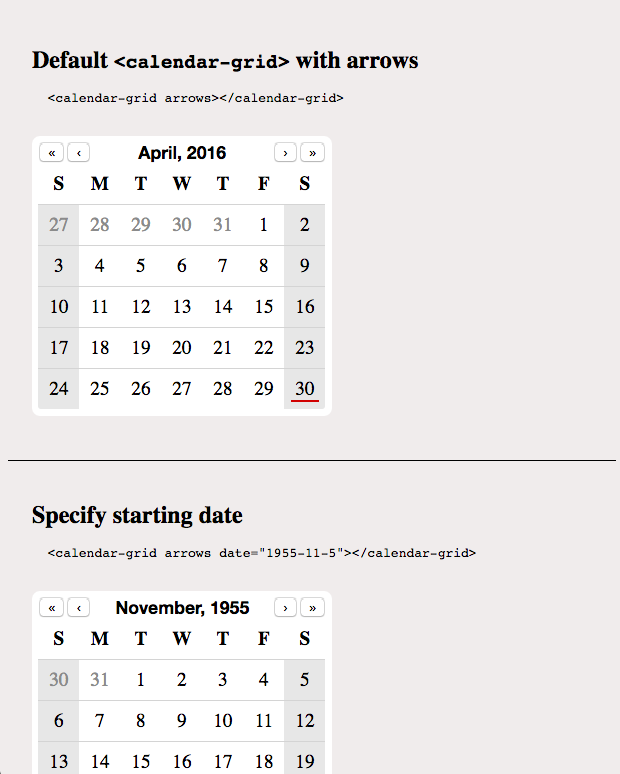 Default <calendar-grid> with arrows
<calendar-grid arrows></calendar-grid>
« ‹ April, 2016 › »
S M T W T F S
27 28 29 30 31 1 2
3 4 5 6 7 8 9
10 11 12 13 14 15 16
17 18 19 20 21 22 23
24 25 26 27 28 29 30
Specify starting date
<calendar-grid arrows date="1955-11-5"></calendar-grid>
« ‹ November, 1955 › »
S M T W T F S
30 31 1 2 3 4 5
6 7 8 9 10 11 12
13 14 15 16 17 18 19